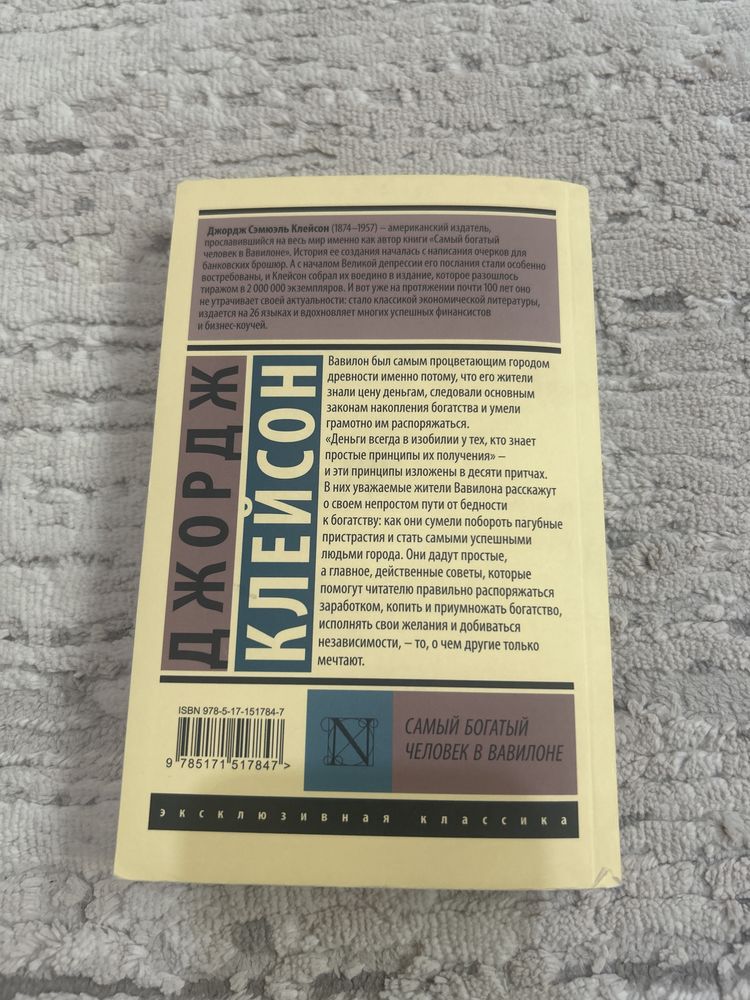 Джордж Сэмюэль Клейсон (1874–1957) – американский издатель,
прославившийся на весь мир именно как автор книги «Самый богатый
человек в Вавилоне». История ее создания началась с написания очерков для
банковских брошюр. А с началом Великой депрессии его послания стали особенно
востребованы, и Клейсон собрал их воедино в издание, которое разошлось
тиражом в 2 000 000 экземпляров. И вот уже на протяжении почти 100 лет оно
не утрачивает своей актуальности: стало классикой экономической литературы,
издается на 26 языках и вдохновляет многих успешных финансистов
и бизнес-коучей.
ДЖОРДЖ
КЛЕЙСОН
Вавилон был самым процветающим городом
древности именно потому, что его жители
знали цену деньгам, следовали основным
законам накопления богатства и умели
грамотно им распоряжаться.
«Деньги всегда в изобилии у тех, кто знает
простые принципы их получения» –
и эти принципы изложены в десяти притчах.
В них уважаемые жители Вавилона расскажут
о своем непростом пути от бедности
к богатству: как они сумели побороть пагубные
пристрастия и стать самыми успешными
людьми города. Они дадут простые,
а главное, действенные советы, которые
помогут читателю правильно распоряжаться
заработком, копить и приумножать богатство,
исполнять свои желания и добиваться
независимости, – то, о чем другие только
мечтают.
ISBN 978-5-17-151784-7
9 785171 517847 >
N
САМЫЙ БОГАТЫЙ
ЧЕЛОВЕК В ВАВИЛОНЕ
эксклюзивная классика